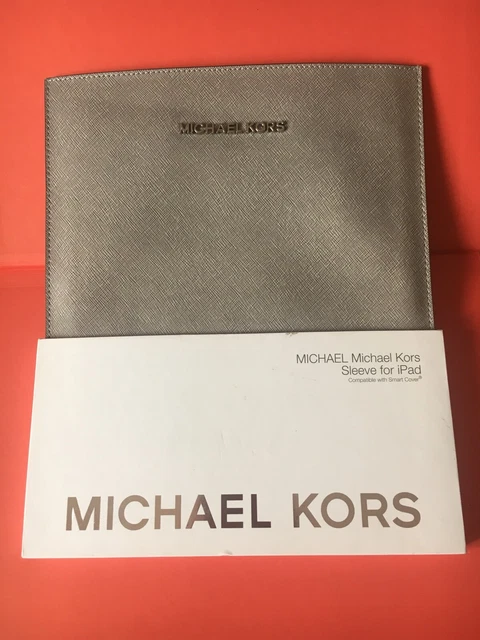 MICHAEL KORS
MICHAEL Michael Kors
Sleeve for iPad
Compatible with Smart Cover®
MICHAEL KORS